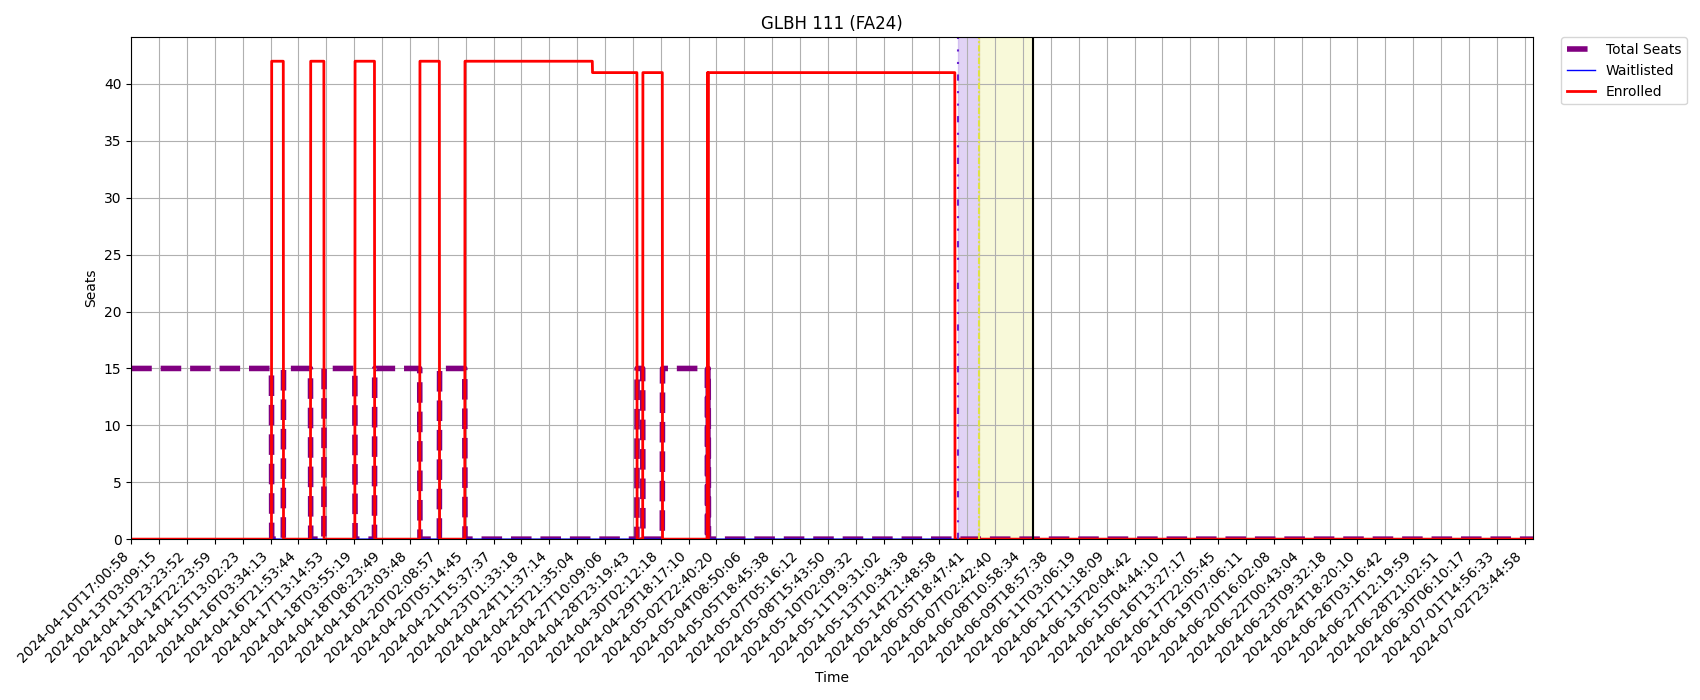 GLBH 111 (FA24)
Total Seats
Waitlisted
Enrolled
Seats
40
35
30
25
20
15
10
5
0
2024-04-10T17:00:58
2024-04-13T03:09:15
2024-04-13T23:23:52
2024-04-14T22:23:59
2024-04-15T13:02:23
2024-04-16T03:34:13
2024-04-16T21:53:44
2024-04-17T13:14:53
2024-04-18T03:55:19
2024-04-18T08:23:49
2024-04-18T23:03:48
2024-04-20T02:08:57
2024-04-20T05:14:45
2024-04-21T15:37:37
2024-04-23T01:33:18
2024-04-24T11:37:14
2024-04-25T21:35:04
2024-04-27T10:09:06
2024-04-28T23:19:43
2024-04-30T02:12:18
2024-04-29T18:17:10
2024-05-02T22:40:20
2024-05-04T08:50:06
2024-05-05T18:45:38
2024-05-07T05:16:12
2024-05-08T15:43:50
2024-05-10T02:09:32
2024-05-11T19:31:02
2024-05-13T10:34:38
2024-05-14T21:48:58
2024-06-05T18:47:41
2024-06-07T02:42:40
2024-06-08T10:58:34
2024-06-09T18:57:38
2024-06-11T03:06:19
2024-06-12T11:18:09
2024-06-13T20:04:42
2024-06-15T04:44:10
2024-06-16T13:27:17
2024-06-17T22:05:45
2024-06-19T07:06:11
2024-06-20T16:02:08
2024-06-22T00:43:04
2024-06-23T09:32:18
2024-06-24T18:20:10
2024-06-26T03:16:42
2024-06-27T12:19:59
2024-06-28T21:02:51
2024-06-30T06:10:17
2024-07-01T14:56:33
2024-07-02T23:44:58
Time